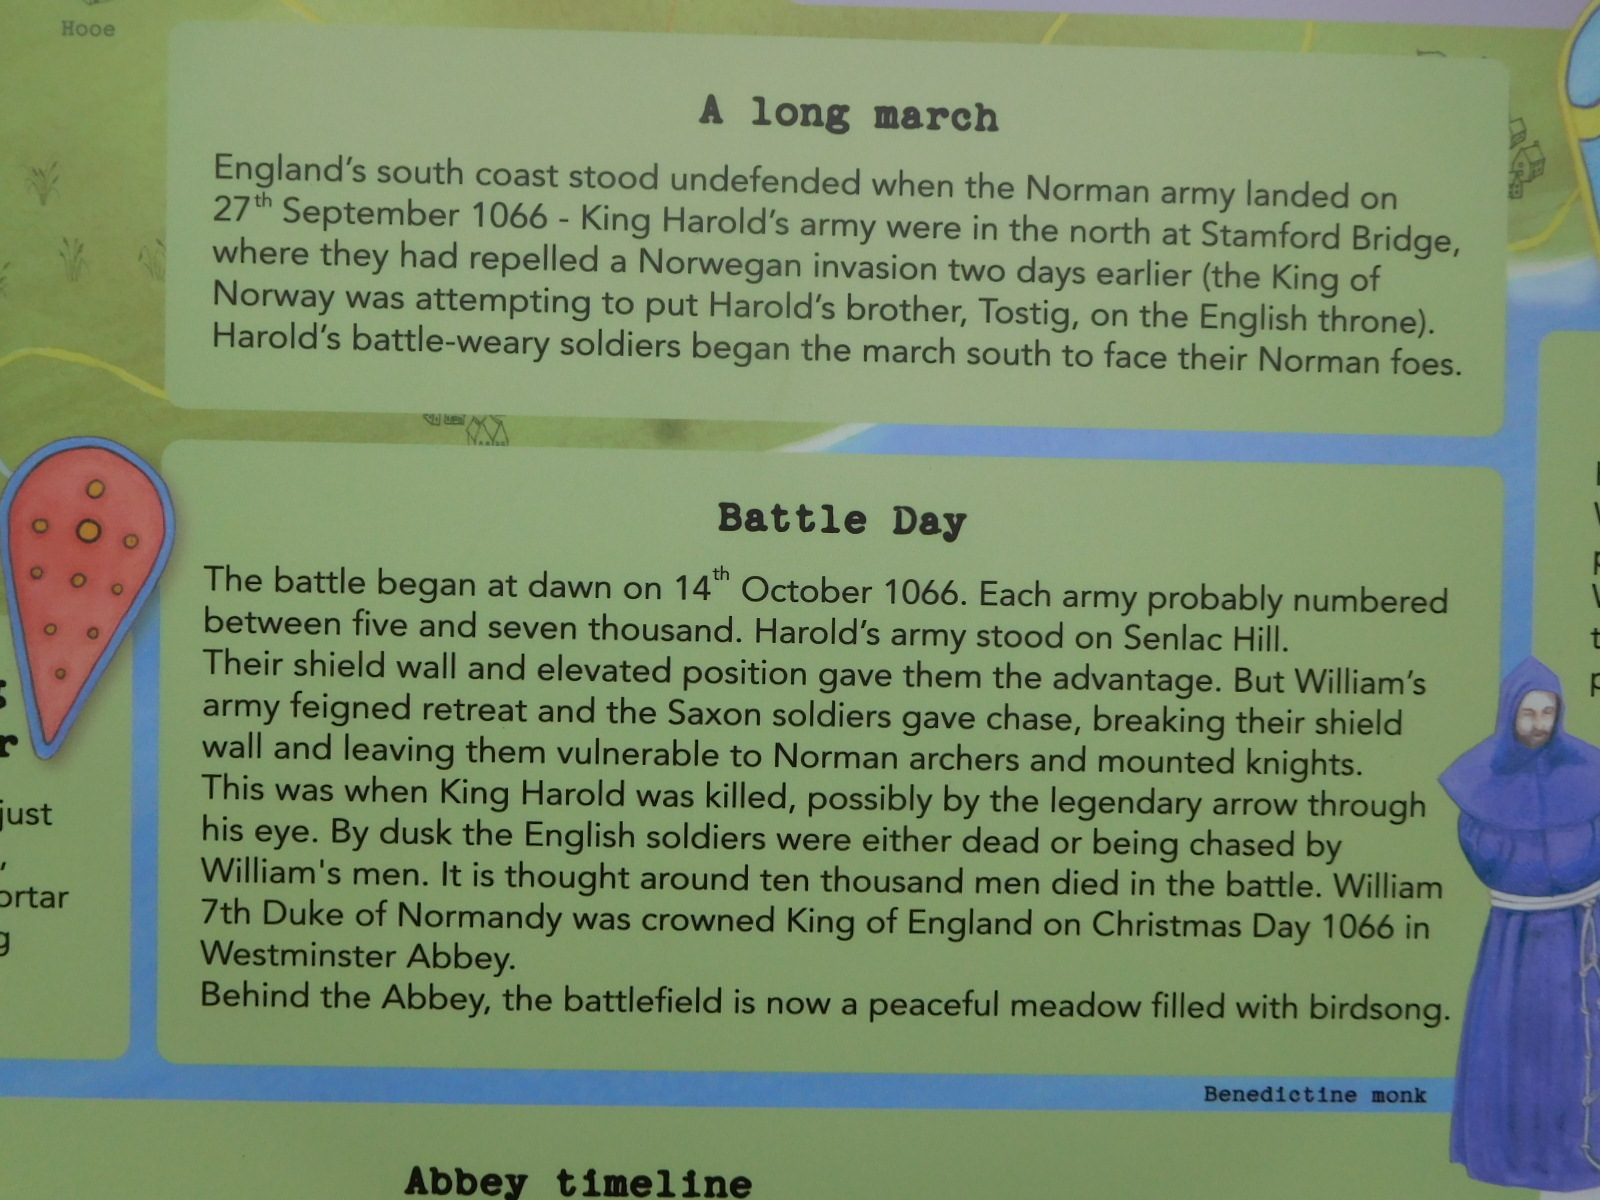 Hooe
A long march
England's south coast stood undefended when the Norman army landed on
27th September 1066 - King Harold's army were in the north at Stamford Bridge,
where they had repelled a Norwegan invasion two days earlier (the King of
Norway was attempting to put Harold's brother, Tostig, on the English throne).
Harold's battle-weary soldiers began the march south to face their Norman foes.
Battle Day
The battle began at dawn on 14th October 1066. Each army probably numbered
between five and seven thousand. Harold's army stood on Senlac Hill.
Their shield wall and elevated position gave them the advantage. But William's
army feigned retreat and the Saxon soldiers gave chase, breaking their shield
wall and leaving them vulnerable to Norman archers and mounted knights.
This was when King Harold was killed, possibly by the legendary arrow through
his eye. By dusk the English soldiers were either dead or being chased by
William's men. It is thought around ten thousand men died in the battle. William
7th Duke of Normandy was crowned King of England on Christmas Day 1066 in
Westminster Abbey.
Behind the Abbey, the battlefield is now a peaceful meadow filled with birdsong.
just
ortar
Benedictine monk
Abbey timeline